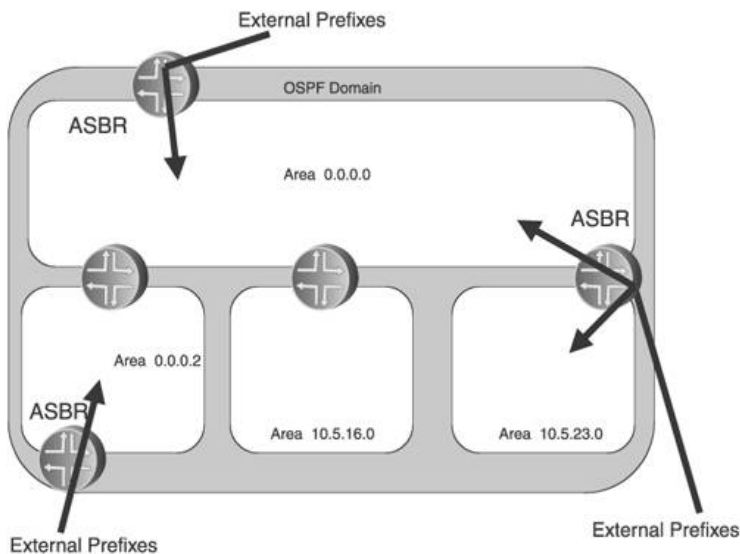 External Prefixes
OSPF Domain
ASBR
Area 0.0.0.0
ASBR
Area 0.0.0.2
ASBR
Area 10.5.16.0
Area 10.5.23.0
External Prefixes
External Prefixes